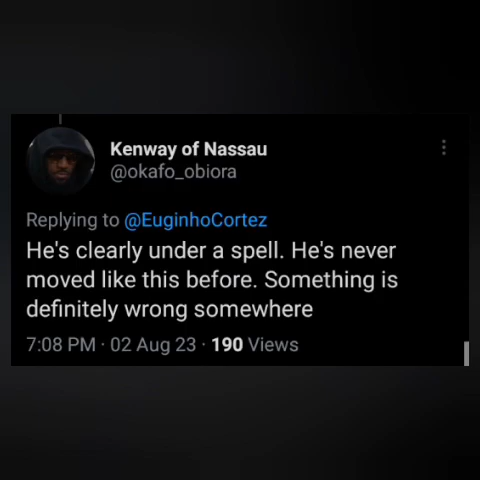 Kenway of Nassau
@okafo_obiora
Replying to @EuginhoCortez
He's clearly under a spell. He's never
moved like this before. Something is
definitely wrong somewhere
7:08 PM · 02 Aug 23 · 190 Views